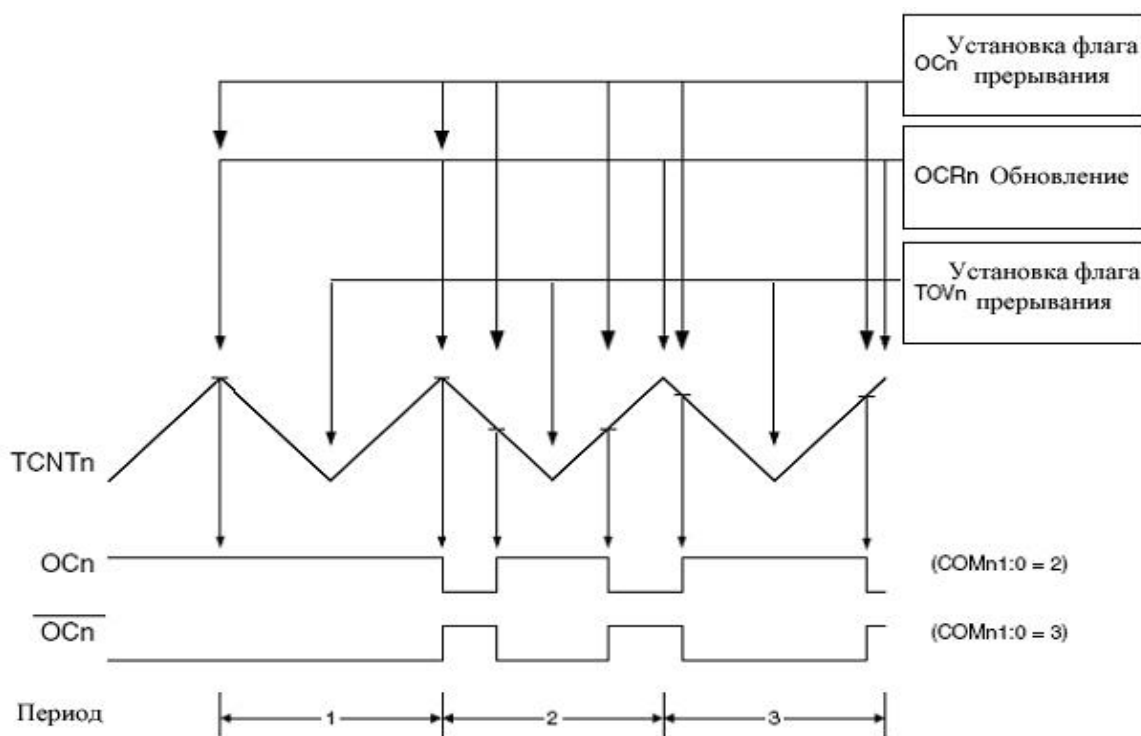 OCn Установка флага
прерывания
OCRn Обновление
Установка флага
TOVn прерывания
TCNTn
OCn
(COMn1:0 = 2)
OCn
(COMn1:0 = 3)
Период
1
2
3